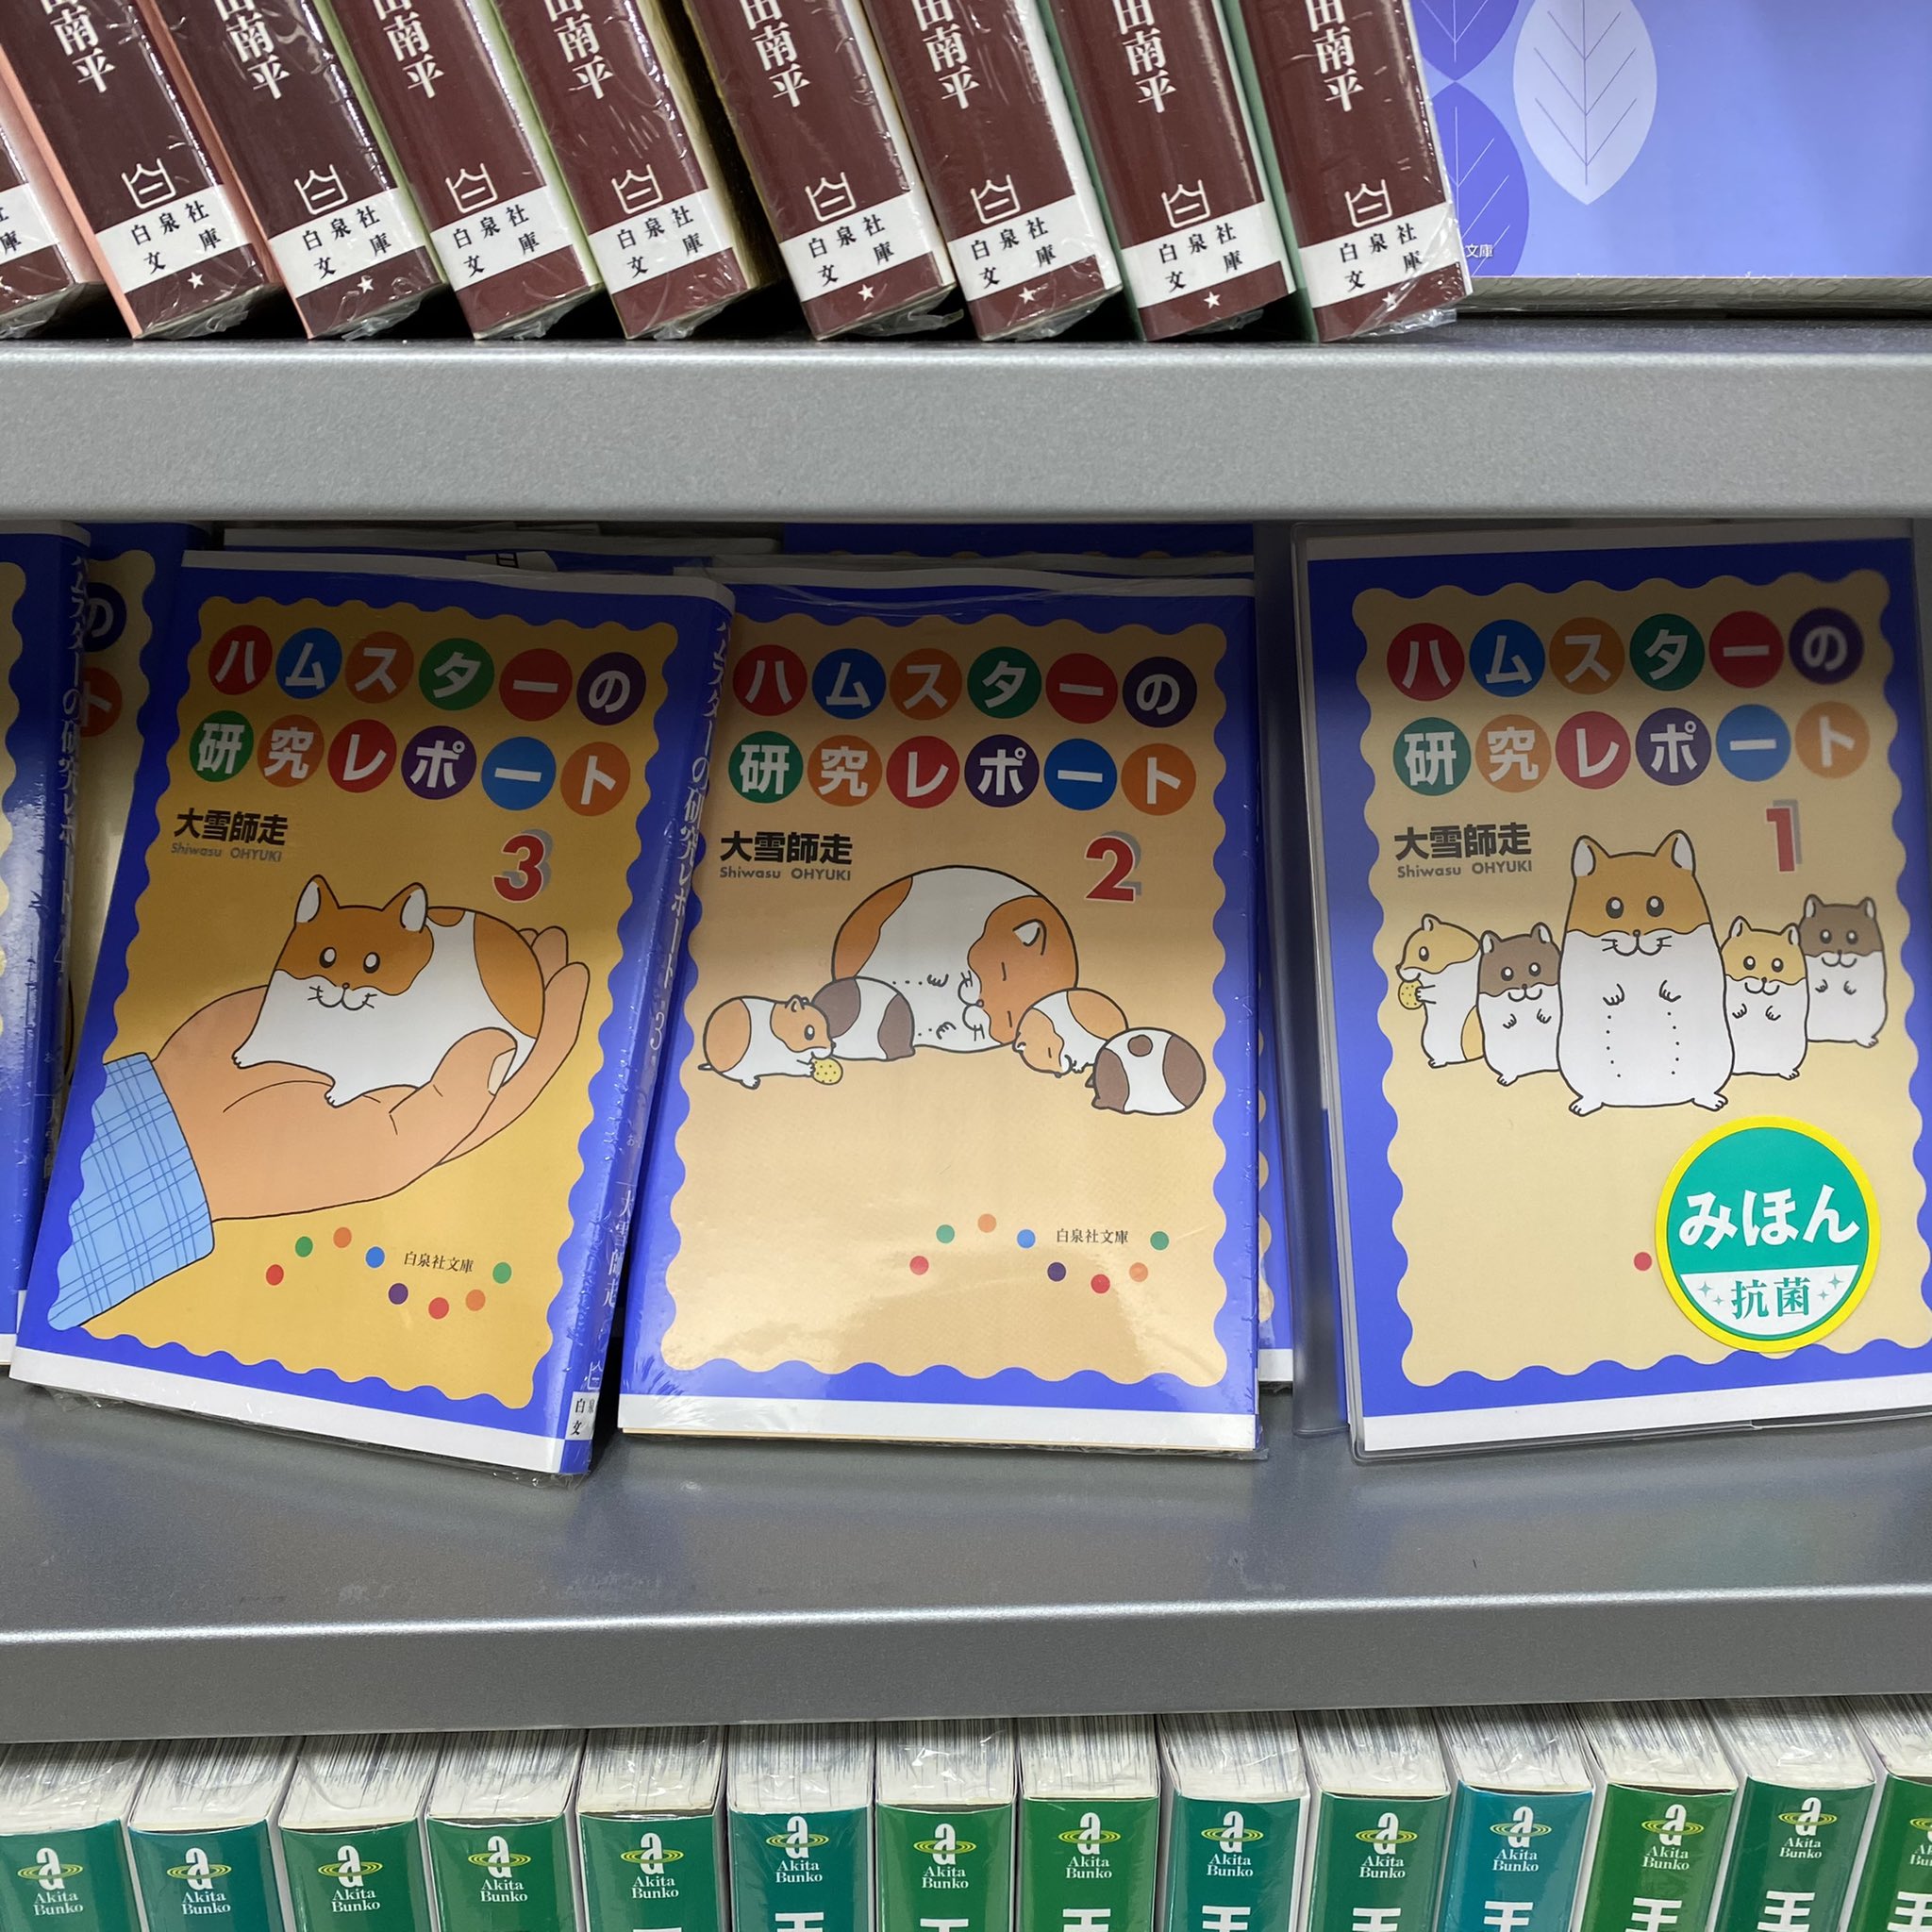 田南平
白泉社
文庫
田南平
白泉社
文庫
田南平
白泉社
文庫
田南平
白泉社
文庫
田南平
白泉社
文庫
田南平
白泉社
文庫
田南平
白泉社
文庫
田南平
白泉社
文庫
文庫
ハムスターの
研究レポート
大雪師走
Shiwasu OHYUKI
3
白泉社文庫
ハムスターの
研究レポート
大雪師走
Shiwasu OHYUKI
2
白泉社文庫
ハムスターの
研究レポート
大雪師走
Shiwasu OHYUKI
1
みほん
抗菌
Akita
Bunko
Akita
Bunko
Akita
Bunko
Akita
Bunko
Akita
Bunko
Akita
Bunko
Akita
Bunko
Akita
Bunko
Akita
Bunko
Akita
Bunko
Akita
Bunko
Akita
Bunko
Akita
Bunko